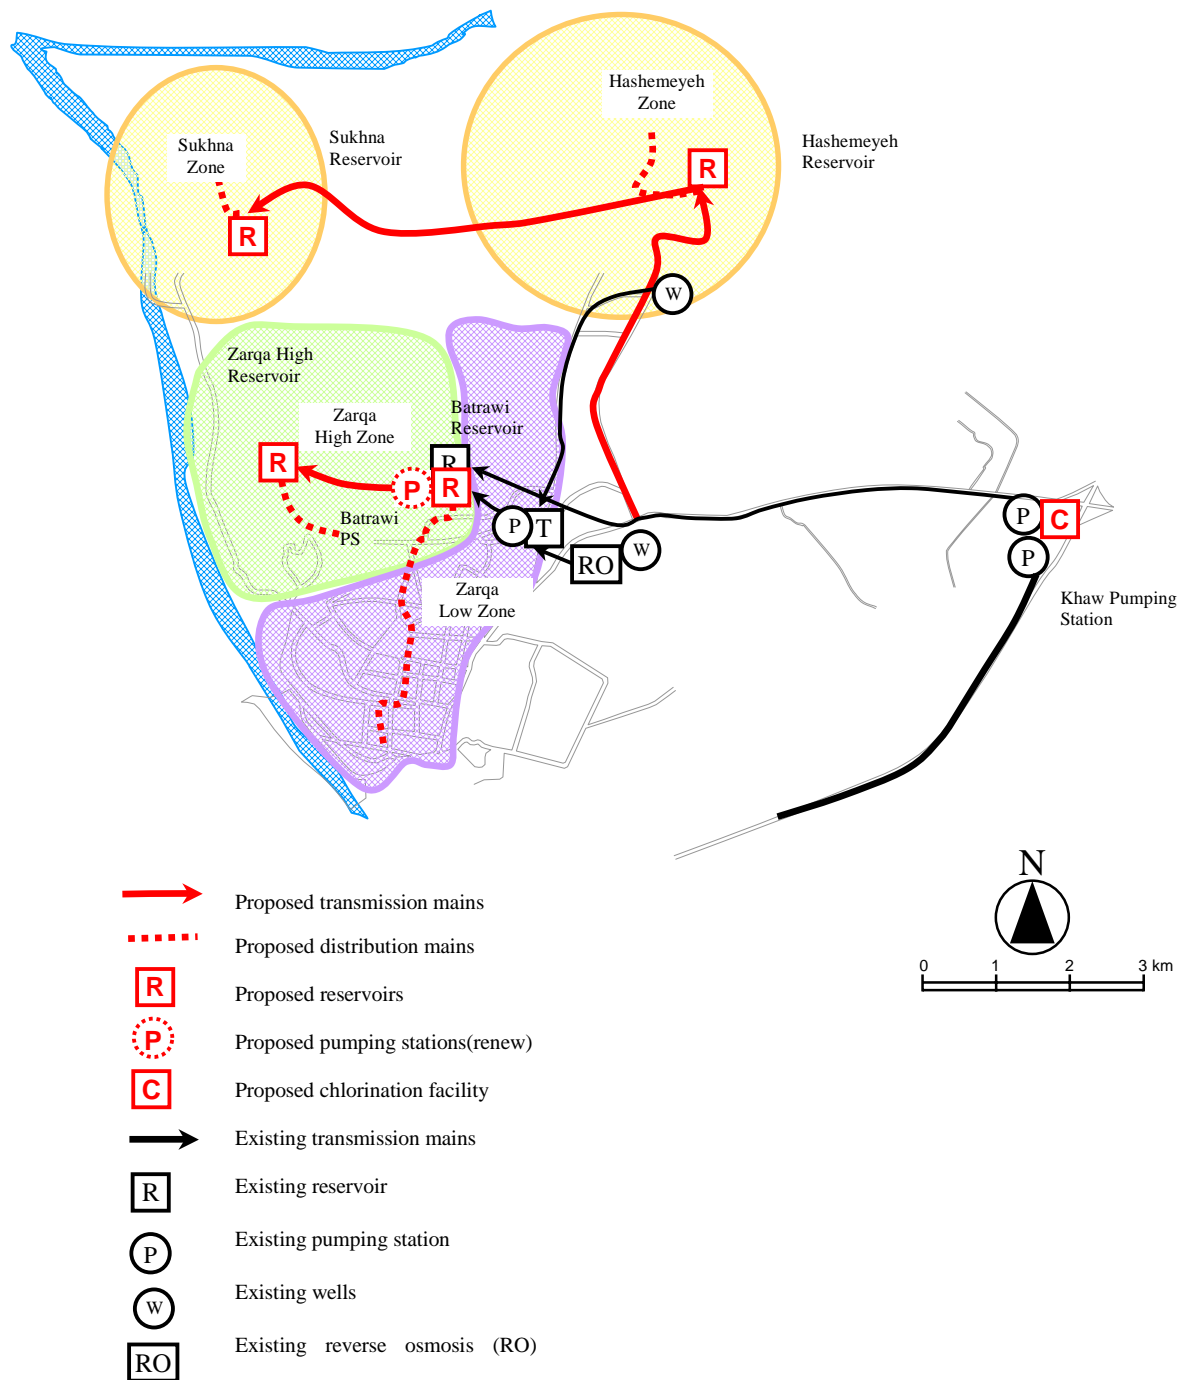 Hashemeyeh
Zone
Sukhna
Reservoir
Hashemeyeh
Reservoir
Sukhna
Zone
R
R
W
Zarqa High
Reservoir
Zarqa
High Zone
Batrawi
Reservoir
R
R
P
R
Batrawi
PS
P
T
RO
W
P
C
P
Zarqa
Low Zone
Khaw Pumping
Station
N
0 1 2 3 km
Proposed transmission mains
Proposed distribution mains
R Proposed reservoirs
P Proposed pumping stations(renew)
C Proposed chlorination facility
Existing transmission mains
R Existing reservoir
P Existing pumping station
W Existing wells
RO Existing reverse osmosis (RO)